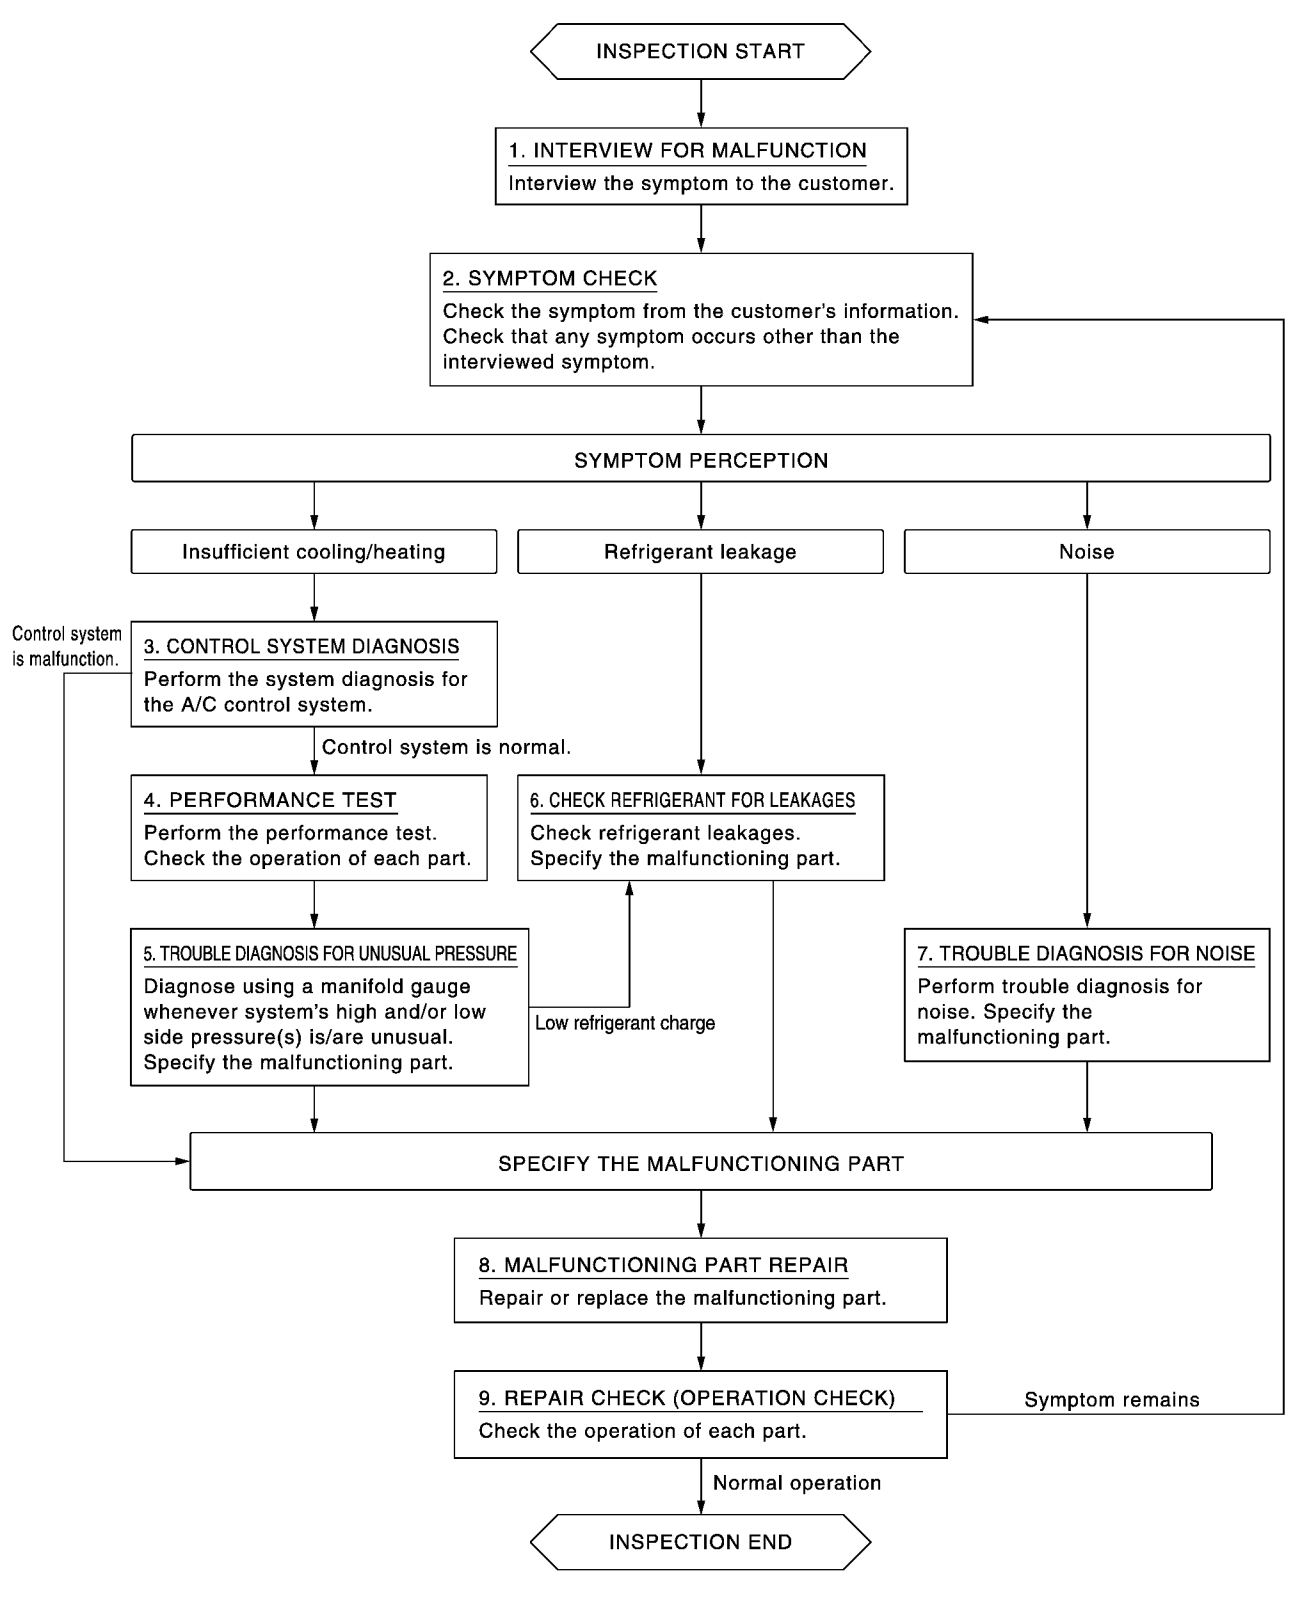 INSPECTION START
1. INTERVIEW FOR MALFUNCTION
Interview the symptom to the customer.
2. SYMPTOM CHECK
Check the symptom from the customer's information.
Check that any symptom occurs other than the
interviewed symptom.
SYMPTOM PERCEPTION
Insufficient cooling/heating
Refrigerant leakage
Noise
Control system
is malfunction.
3. CONTROL SYSTEM DIAGNOSIS
Perform the system diagnosis for
the A/C control system.
Control system is normal.
4. PERFORMANCE TEST
Perform the performance test.
Check the operation of each part.
6. CHECK REFRIGERANT FOR LEAKAGES
Check refrigerant leakages.
Specify the malfunctioning part.
5. TROUBLE DIAGNOSIS FOR UNUSUAL PRESSURE
Diagnose using a manifold gauge
whenever system's high and/or low
side pressure(s) is/are unusual.
Specify the malfunctioning part.
Low refrigerant charge
7. TROUBLE DIAGNOSIS FOR NOISE
Perform trouble diagnosis for
noise. Specify the
malfunctioning part.
SPECIFY THE MALFUNCTIONING PART
8. MALFUNCTIONING PART REPAIR
Repair or replace the malfunctioning part.
9. REPAIR CHECK (OPERATION CHECK)
Check the operation of each part.
Symptom remains
Normal operation
INSPECTION END